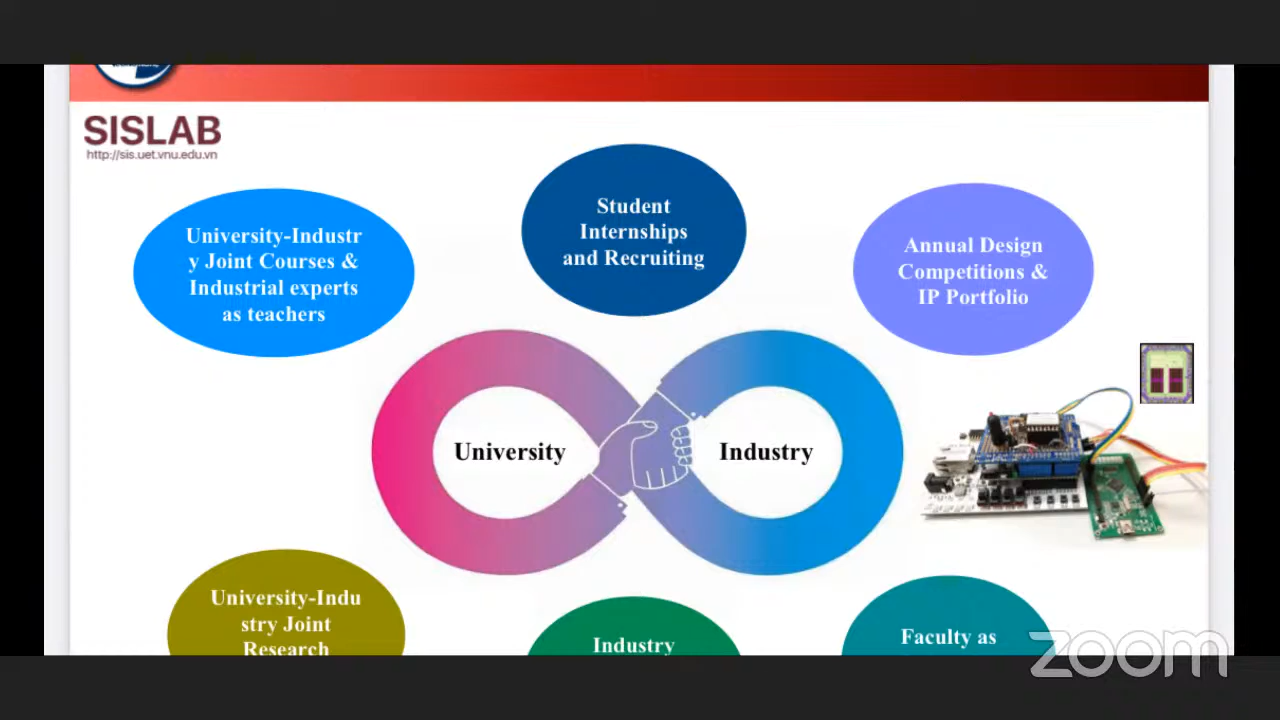 SISLAB
http://sis.uet.vnu.edu.vn
Student
Internships
and Recruiting
University-Industr
y Joint Courses &
Industrial experts
as teachers
Annual Design
Competitions &
IP Portfolio
University
Industry
University-Indu
stry Joint
Research
Industry
Faculty as
zoom